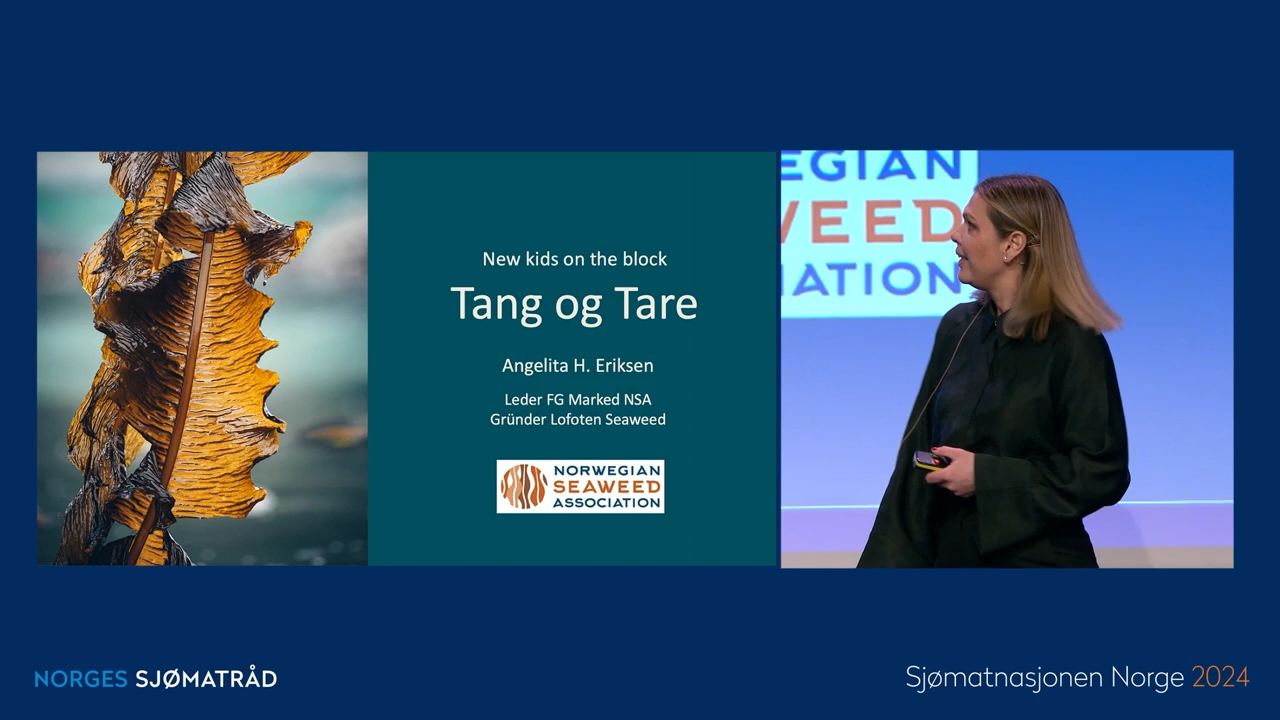 New kids on the block
Tang og Tare
Angelita H. Eriksen
Leder FG Marked NSA
Gründer Lofoten Seaweed
NORWEGIAN
SEAWEED
ASSOCIATION
EGIAN
WEED
IATION
NORGES SJØMATRÅD
Sjømatnasjonen Norge 2024